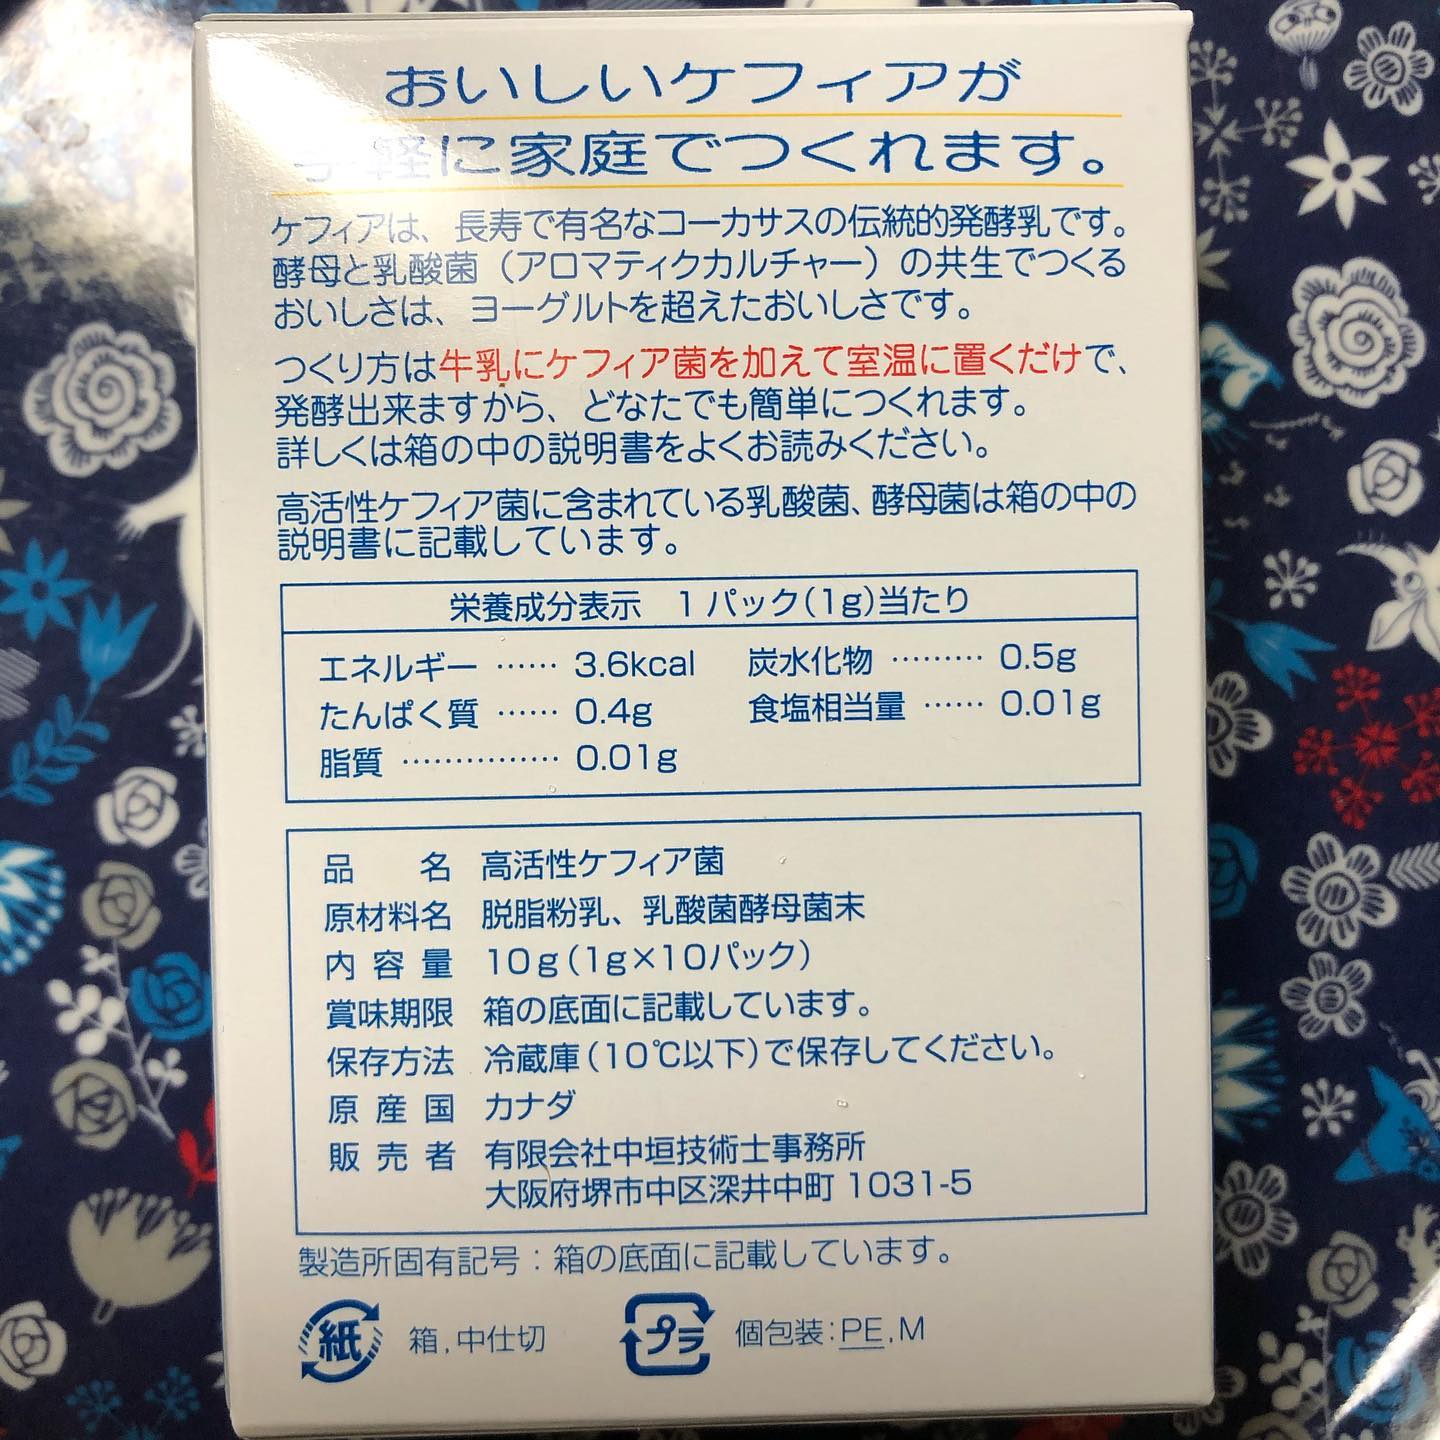 おいしいケフィアが
手軽に家庭でつくれます。
ケフィアは、長寿で有名なコーカサスの伝統的発酵乳です。
酵母と乳酸菌（アロマティクカルチャー）の共生でつくる
おいしさは、ヨーグルトを超えたおいしさです。
つくり方は牛乳にケフィア菌を加えて室温に置くだけで、
発酵出来ますから、どなたでも簡単につくれます。
詳しくは箱の中の説明書をよくお読みください。
高活性ケフィア菌に含まれている乳酸菌、酵母菌は箱の中の
説明書に記載しています。
栄養成分表示 1パック(1g)当たり
エネルギー …… 3.6kcal 炭水化物 ……… 0.5g
たんぱく質 …… 0.4g 食塩相当量 …… 0.01g
脂質 …………… 0.01g
品名 高活性ケフィア菌
原材料名 脱脂粉乳、乳酸菌酵母菌末
内容量 10g(1g×10パック)
賞味期限 箱の底面に記載しています。
保存方法 冷蔵庫(10℃以下)で保存してください。
原産国 カナダ
販売者 有限会社中垣技術士事務所
大阪府堺市中区深井中町 1031-5
製造所固有記号：箱の底面に記載しています。
紙 箱,中仕切 プラ 個包装:PE,M